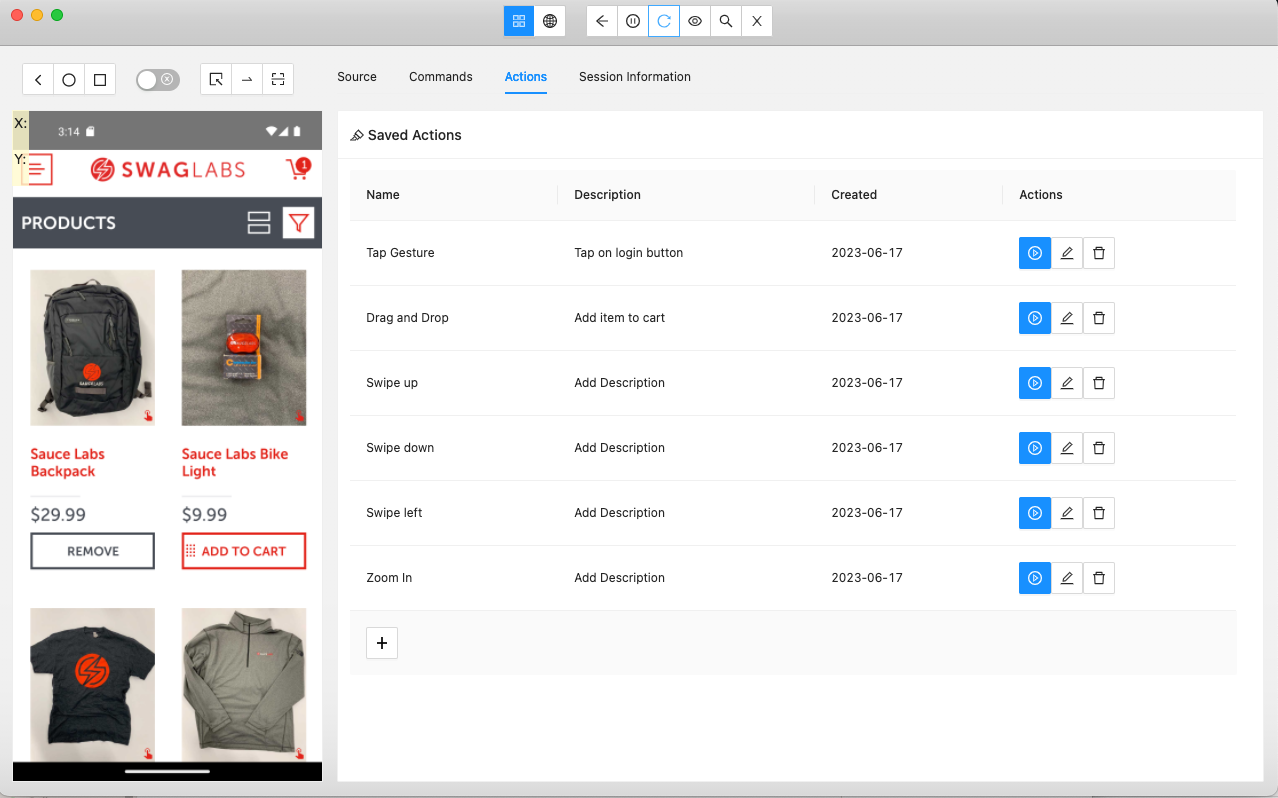 Source
Commands
Actions
Session Information
X:
3:14
Y:
SWAGLABS
1
PRODUCTS
Sauce Labs
Backpack
Sauce Labs Bike
Light
$29.99
$9.99
REMOVE
ADD TO CART
Saved Actions
Name
Description
Created
Actions
Tap Gesture
Tap on login button
2023-06-17
Drag and Drop
Add item to cart
2023-06-17
Swipe up
Add Description
2023-06-17
Swipe down
Add Description
2023-06-17
Swipe left
Add Description
2023-06-17
Zoom In
Add Description
2023-06-17